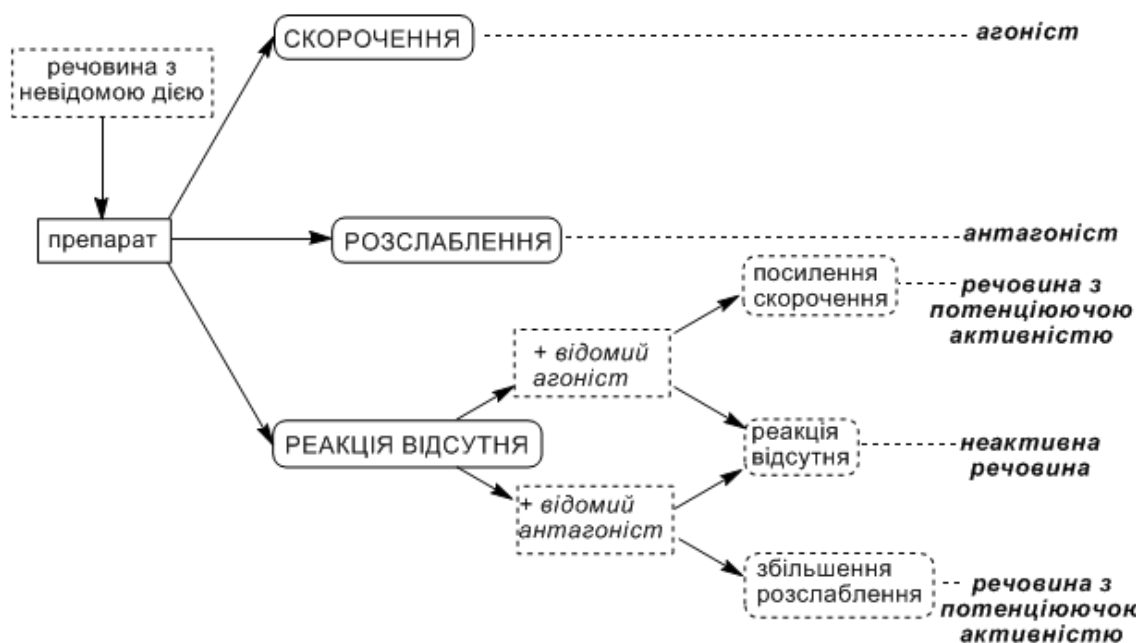 СКОРОЧЕННЯ
агоніст
речовина з
невідомою дією
препарат
РОЗСЛАБЛЕННЯ
антагоніст
посилення
скорочення
речовина з
потенціюючою
активністю
+ відомий
агоніст
РЕАКЦІЯ ВІДСУТНЯ
реакція
відсутня
неактивна
речовина
+ відомий
антагоніст
збільшення
розслаблення
речовина з
потенціюючою
активністю